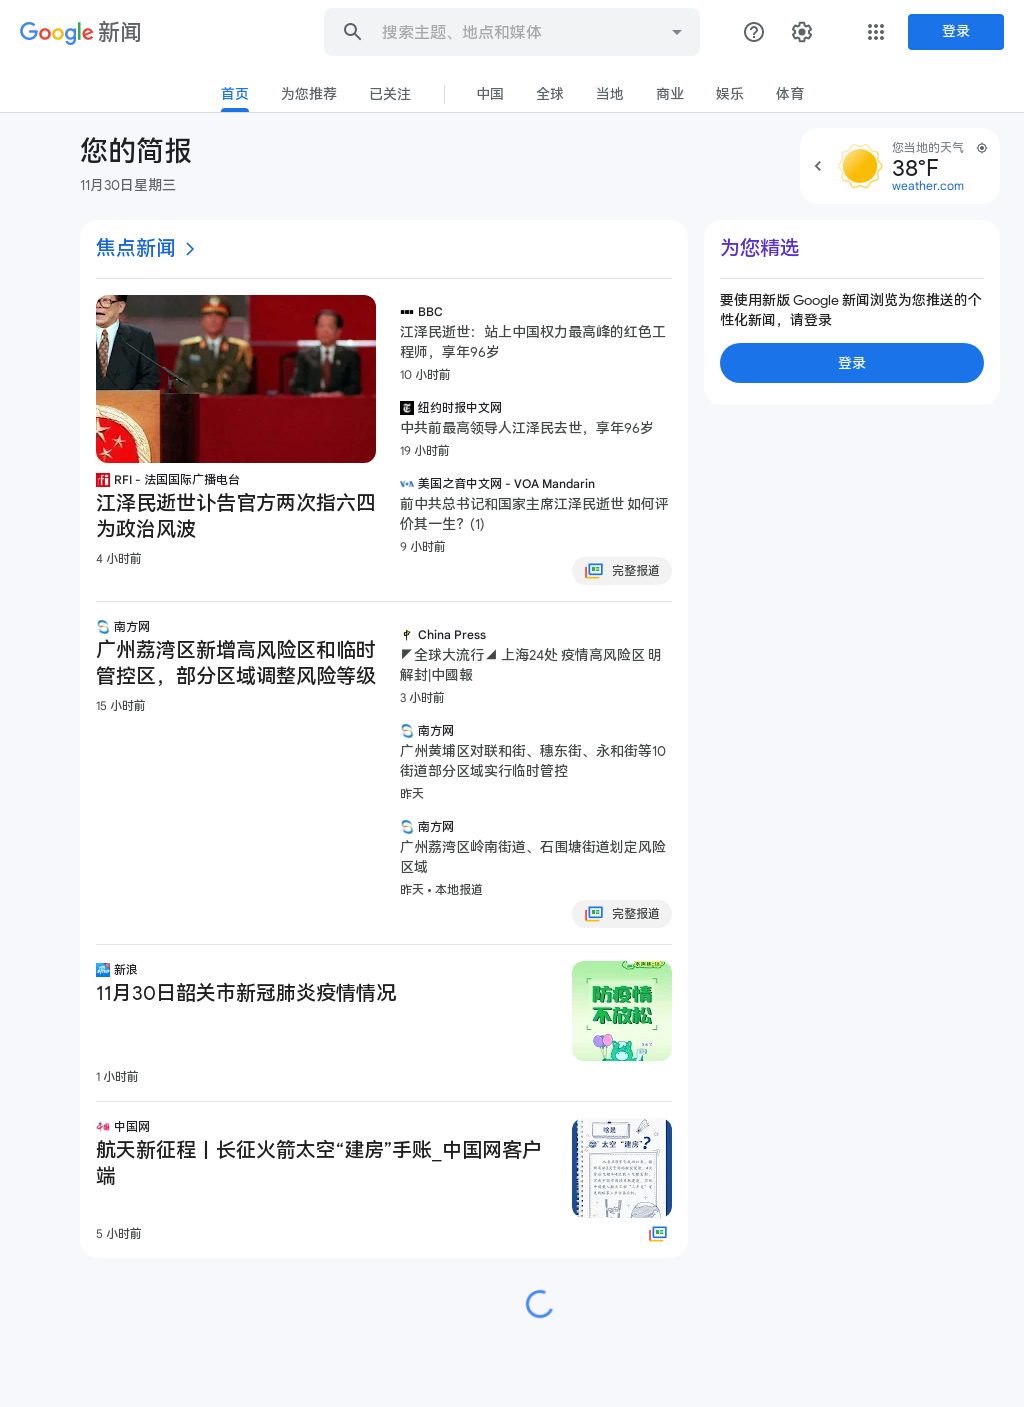 Google 新闻
搜索主题、地点和媒体
登录
首页
为您推荐
已关注
中国
全球
当地
商业
娱乐
体育
您的简报
11月30日星期三
您当地的天气
38°F
weather.com
焦点新闻
RFI - 法国国际广播电台
江泽民逝世讣告官方两次指六四
为政治风波
4 小时前
BBC
江泽民逝世：站上中国权力最高峰的红色工
程师，享年96岁
10 小时前
纽约时报中文网
中共前最高领导人江泽民去世，享年96岁
19 小时前
美国之音中文网 - VOA Mandarin
前中共总书记和国家主席江泽民逝世 如何评
价其一生？(1)
9 小时前
完整报道
南方网
广州荔湾区新增高风险区和临时
管控区，部分区域调整风险等级
15 小时前
China Press
◤全球大流行◢ 上海24处 疫情高风险区 明
解封|中國報
3 小时前
南方网
广州黄埔区对联和街、穗东街、永和街等10
街道部分区域实行临时管控
昨天
南方网
广州荔湾区岭南街道、石围塘街道划定风险
区域
昨天 • 本地报道
完整报道
新浪
11月30日韶关市新冠肺炎疫情情况
1 小时前
防疫情
不放松
中国网
航天新征程丨长征火箭太空“建房”手账_中国网客户
端
5 小时前
啥是
太空“建房”?
为您精选
要使用新版 Google 新闻浏览为您推送的个
性化新闻，请登录
登录